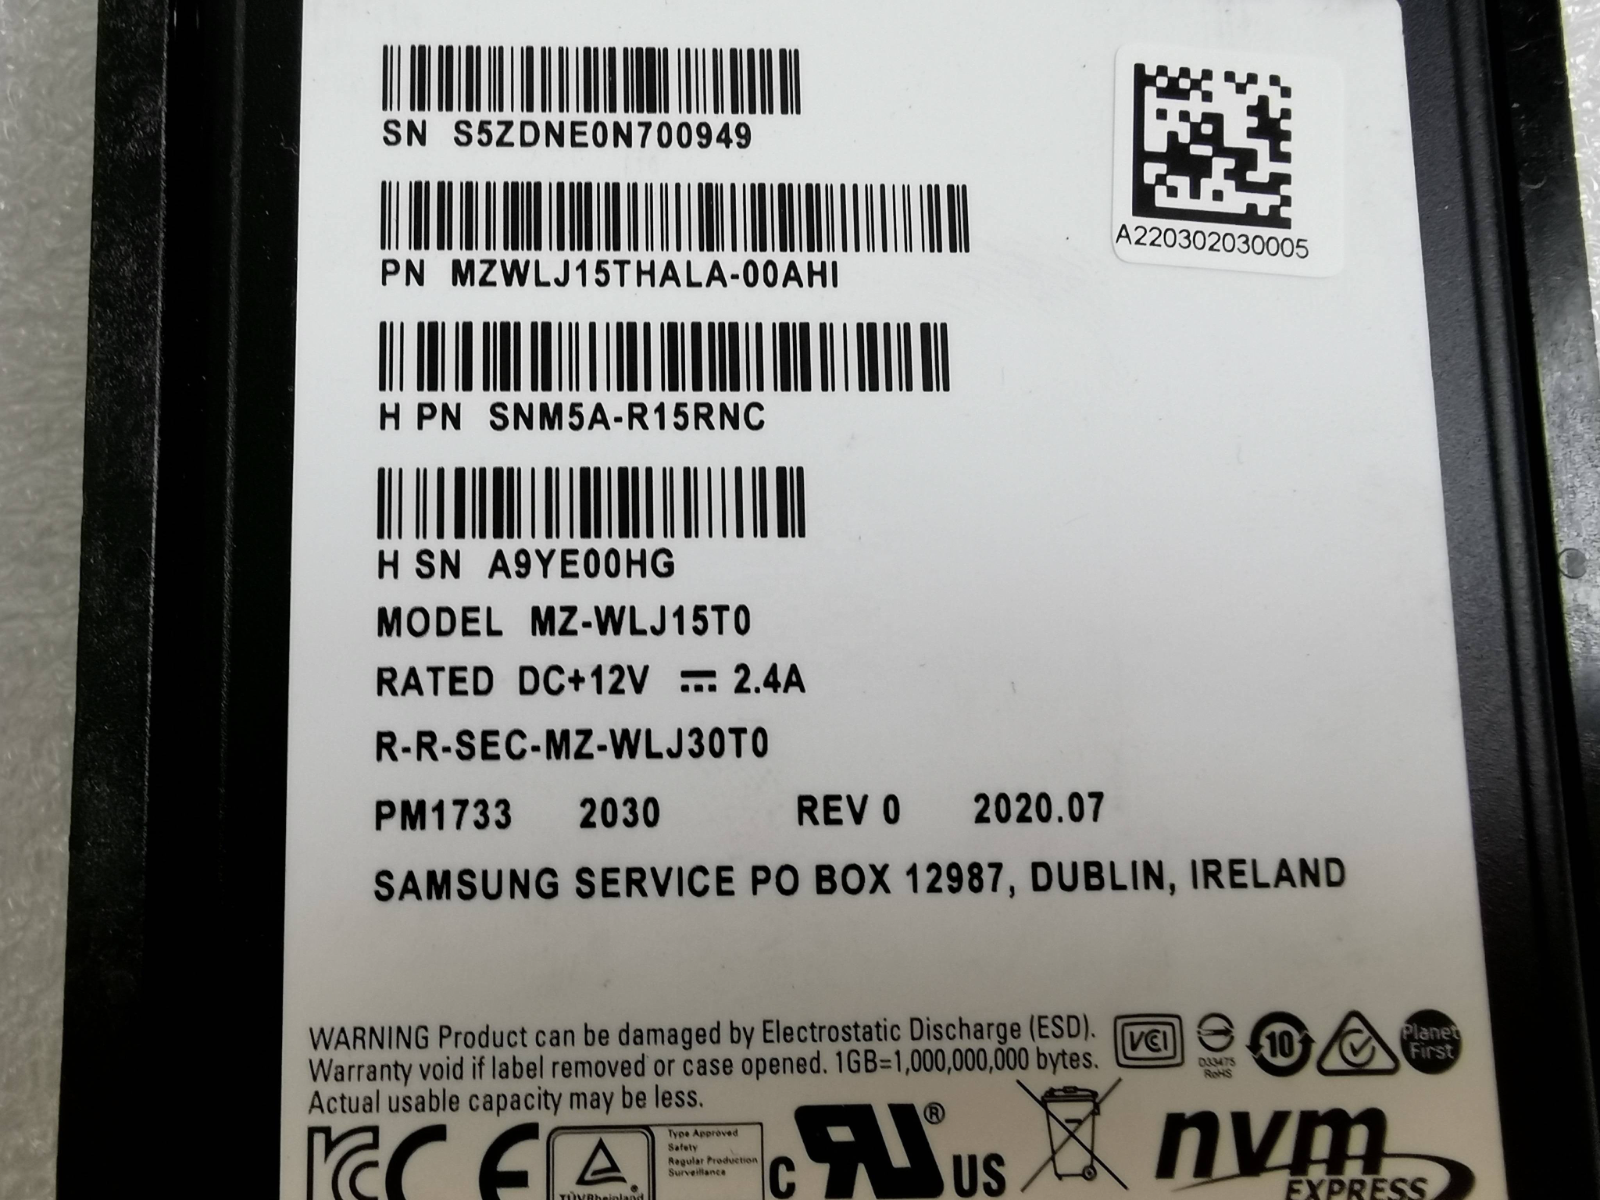 SN S5ZDNE0N700949
A220302030005
PN MZWLJ15THALA-00AHI
H PN SNM5A-R15RNC
H SN A9YE00HG
MODEL MZ-WLJ15T0
RATED DC+12V ⎓ 2.4A
R-R-SEC-MZ-WLJ30T0
PM1733 2030 REV 0 2020.07
SAMSUNG SERVICE PO BOX 12987, DUBLIN, IRELAND
WARNING Product can be damaged by Electrostatic Discharge (ESD).
Warranty void if label removed or case opened. 1GB=1,000,000,000 bytes.
Actual usable capacity may be less.
VCI
D33475
RoHS
10
Planet
First
CE
TÜVRheinland
Type Approved
Safety
Regular Production
Surveillance
C RU® US
nvm
EXPRESS